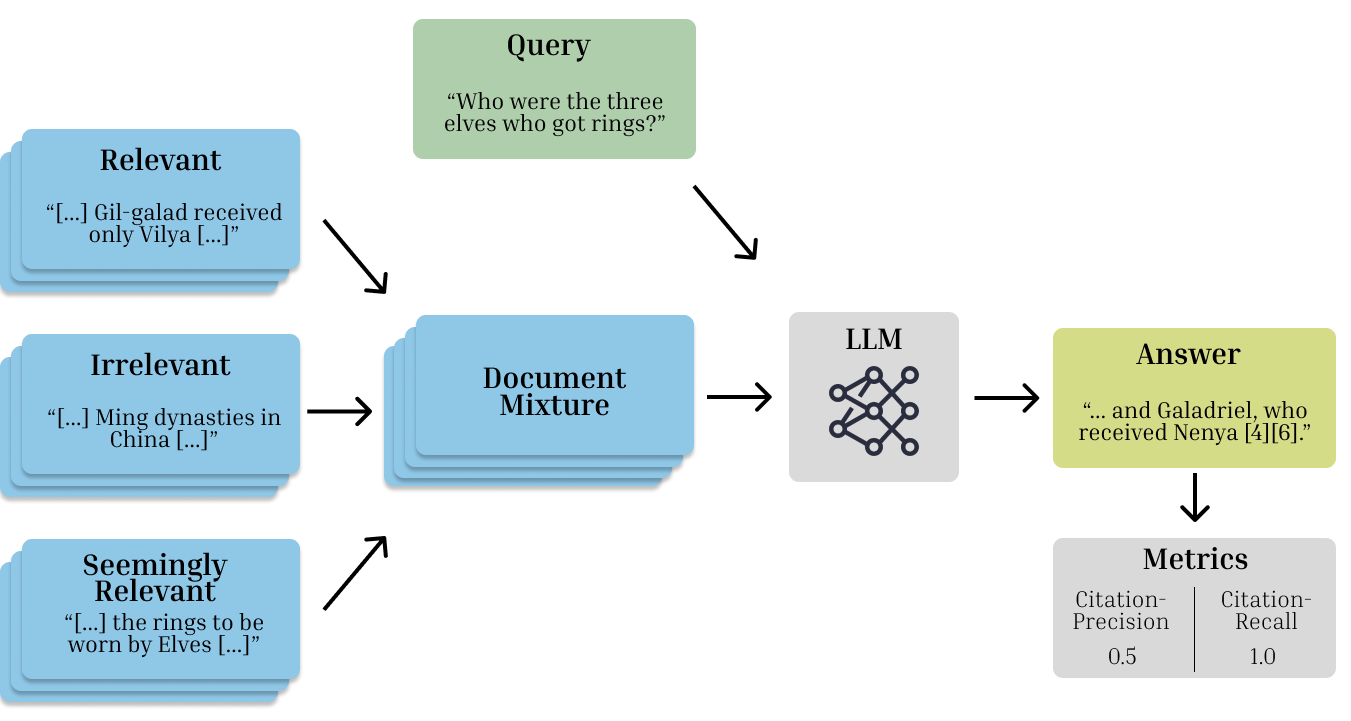 Query
“Who were the three
elves who got rings?”
Relevant
“[...] Gil-galad received
only Vilya [...]”
Irrelevant
“[...] Ming dynasties in
China [...]”
Seemingly
Relevant
“[...] the rings to be
worn by Elves [...]”
Document
Mixture
LLM
Answer
“... and Galadriel, who
received Nenya [4][6].”
Metrics
Citation-
Precision
0.5
Citation-
Recall
1.0